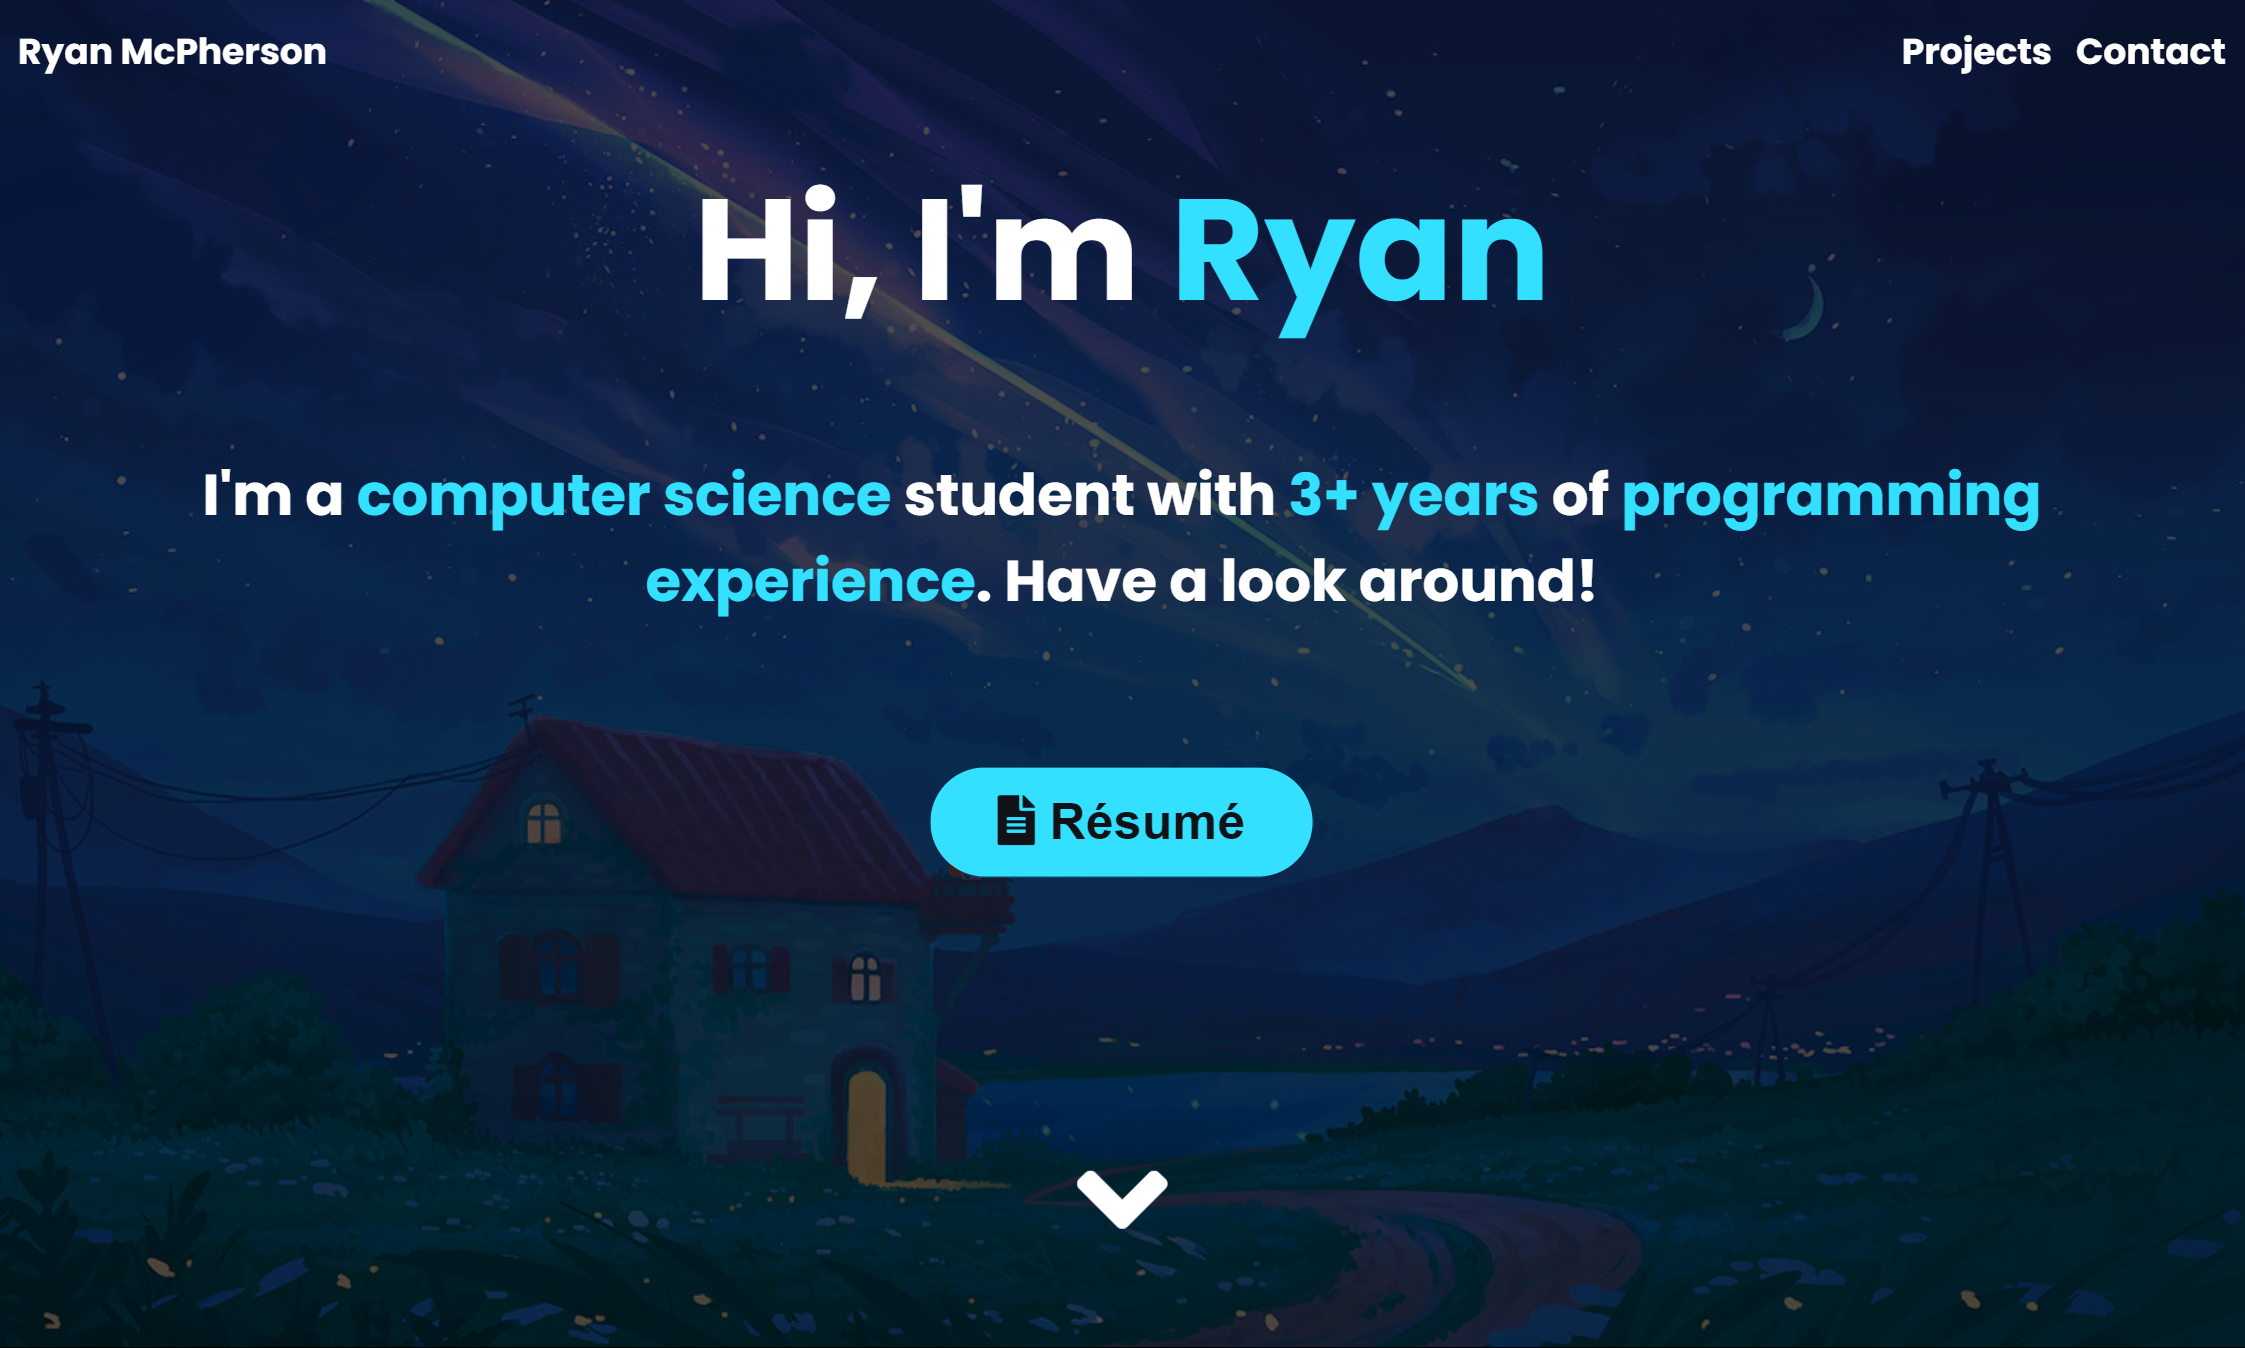 Ryan McPherson
Projects Contact
Hi, I'm Ryan
I'm a computer science student with 3+ years of programming
experience. Have a look around!
Résumé